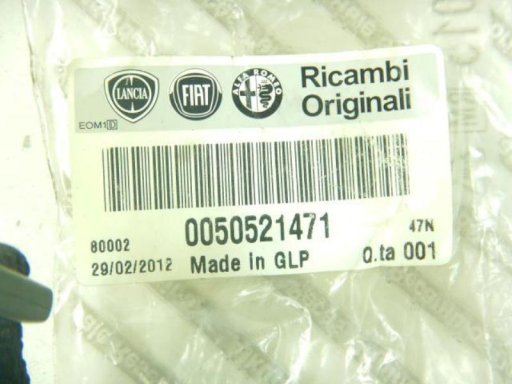 LANCIA FIAT ALFA ROMEO Ricambi
Originali
EOM1D
0050521471
80002
47N
29/02/2012 Made in GLP Q.ta 001